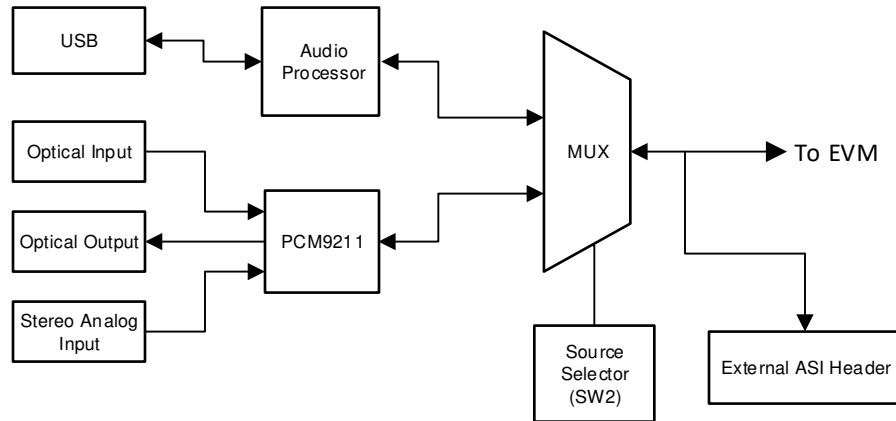 USB
Audio
Processor
Optical Input
MUX
To EVM
Optical Output
PCM9211
Stereo Analog
Input
Source
Selector
(SW2)
External ASI Header